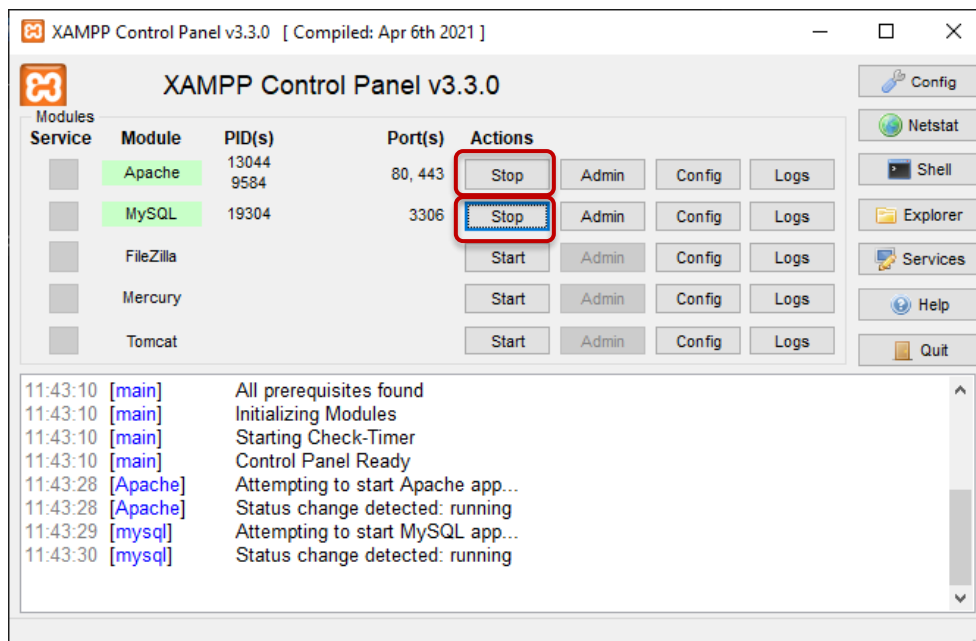 XAMPP Control Panel v3.3.0 [ Compiled: Apr 6th 2021 ]
XAMPP Control Panel v3.3.0
Config
Modules
Service Module PID(s) Port(s) Actions
Netstat
Apache 13044 9584 80, 443 Stop Admin Config Logs
Shell
MySQL 19304 3306 Stop Admin Config Logs
Explorer
FileZilla Start Admin Config Logs
Services
Mercury Start Admin Config Logs
Help
Tomcat Start Admin Config Logs
Quit
11:43:10 [main] All prerequisites found
11:43:10 [main] Initializing Modules
11:43:10 [main] Starting Check-Timer
11:43:10 [main] Control Panel Ready
11:43:28 [Apache] Attempting to start Apache app...
11:43:28 [Apache] Status change detected: running
11:43:29 [mysql] Attempting to start MySQL app...
11:43:30 [mysql] Status change detected: running